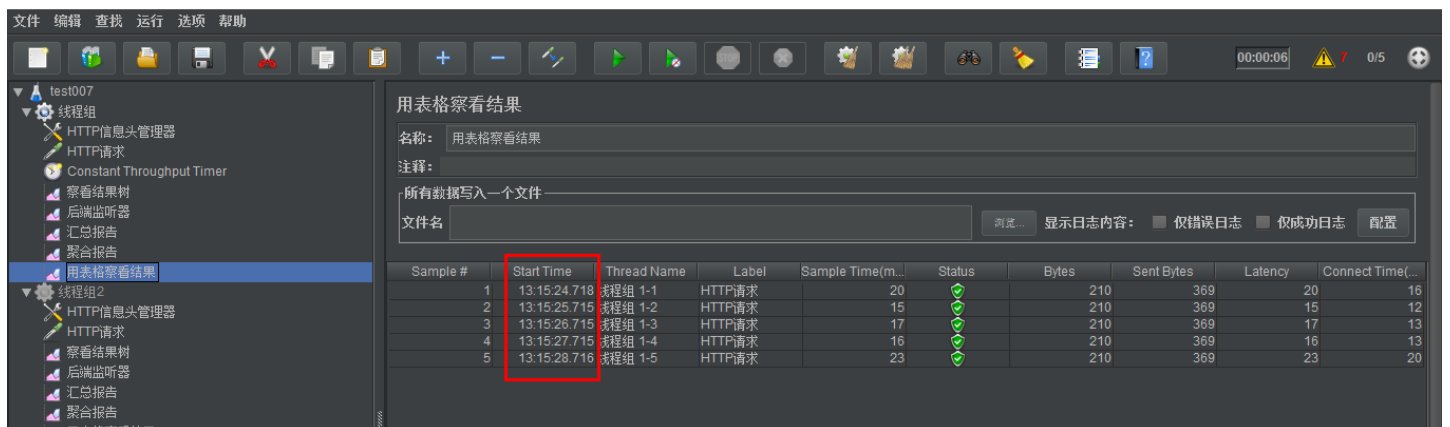 文件 编辑 查找 运行 选项 帮助
STOP 00:00:06 7 0/5
test007
线程组
HTTP信息头管理器
HTTP请求
Constant Throughput Timer
察看结果树
后端监听器
汇总报告
聚合报告
用表格察看结果
线程组2
HTTP信息头管理器
HTTP请求
察看结果树
后端监听器
汇总报告
聚合报告
用表格察看结果
名称： 用表格察看结果
注释：
所有数据写入一个文件
文件名 浏览... 显示日志内容： 仅错误日志 仅成功日志 配置
Sample # Start Time Thread Name Label Sample Time(m... Status Bytes Sent Bytes Latency Connect Time(...
1 13:15:24.718 线程组 1-1 HTTP请求 20 210 369 20 16
2 13:15:25.715 线程组 1-2 HTTP请求 15 210 369 15 12
3 13:15:26.715 线程组 1-3 HTTP请求 17 210 369 17 13
4 13:15:27.715 线程组 1-4 HTTP请求 16 210 369 16 13
5 13:15:28.716 线程组 1-5 HTTP请求 23 210 369 23 20